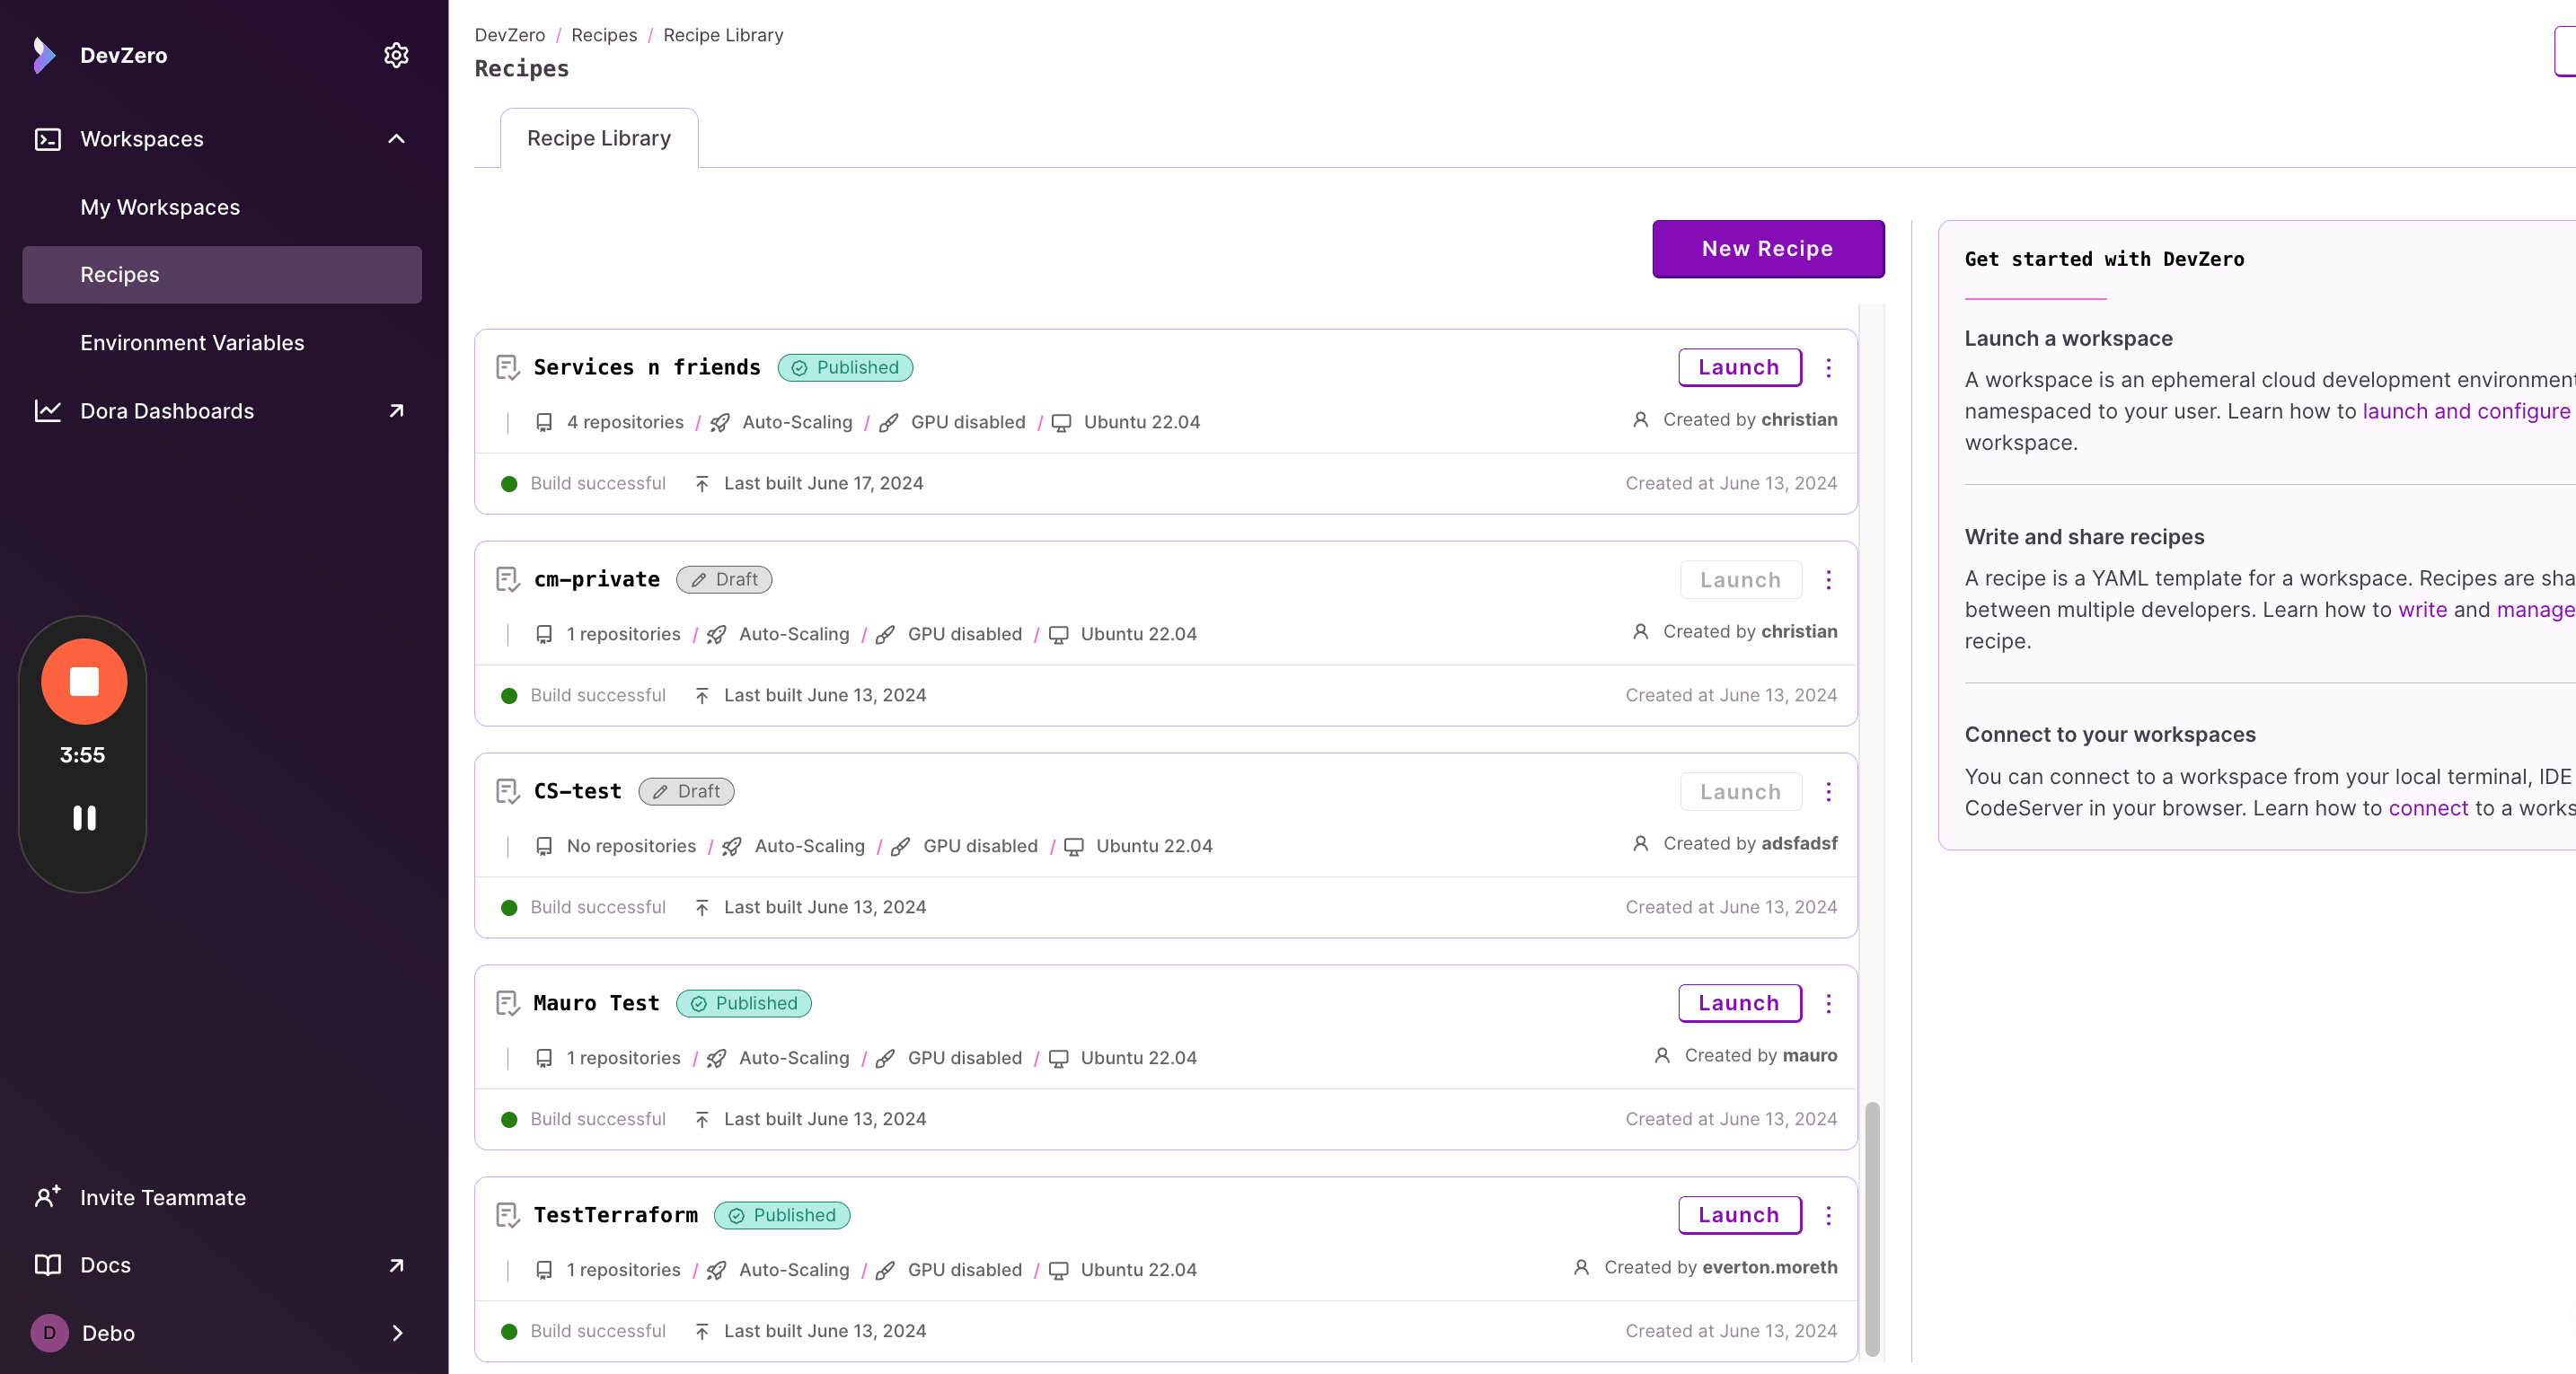 DevZero
Workspaces
My Workspaces
Recipes
Environment Variables
Dora Dashboards
3:55
Invite Teammate
Docs
D
Debo
DevZero / Recipes / Recipe Library
Recipes
Recipe Library
New Recipe
Services n friends
Published
Launch
4 repositories / Auto-Scaling / GPU disabled / Ubuntu 22.04
Created by christian
Build successful
Last built June 17, 2024
Created at June 13, 2024
cm-private
Draft
Launch
1 repositories / Auto-Scaling / GPU disabled / Ubuntu 22.04
Created by christian
Build successful
Last built June 13, 2024
Created at June 13, 2024
CS-test
Draft
Launch
No repositories / Auto-Scaling / GPU disabled / Ubuntu 22.04
Created by adsfadsf
Build successful
Last built June 13, 2024
Created at June 13, 2024
Mauro Test
Published
Launch
1 repositories / Auto-Scaling / GPU disabled / Ubuntu 22.04
Created by mauro
Build successful
Last built June 13, 2024
Created at June 13, 2024
TestTerraform
Published
Launch
1 repositories / Auto-Scaling / GPU disabled / Ubuntu 22.04
Created by everton.moreth
Build successful
Last built June 13, 2024
Created at June 13, 2024
Get started with DevZero
Launch a workspace
A workspace is an ephemeral cloud development environment
namespaced to your user. Learn how to launch and configure
workspace.
Write and share recipes
A recipe is a YAML template for a workspace. Recipes are sha
between multiple developers. Learn how to write and manage
recipe.
Connect to your workspaces
You can connect to a workspace from your local terminal, IDE
CodeServer in your browser. Learn how to connect to a works